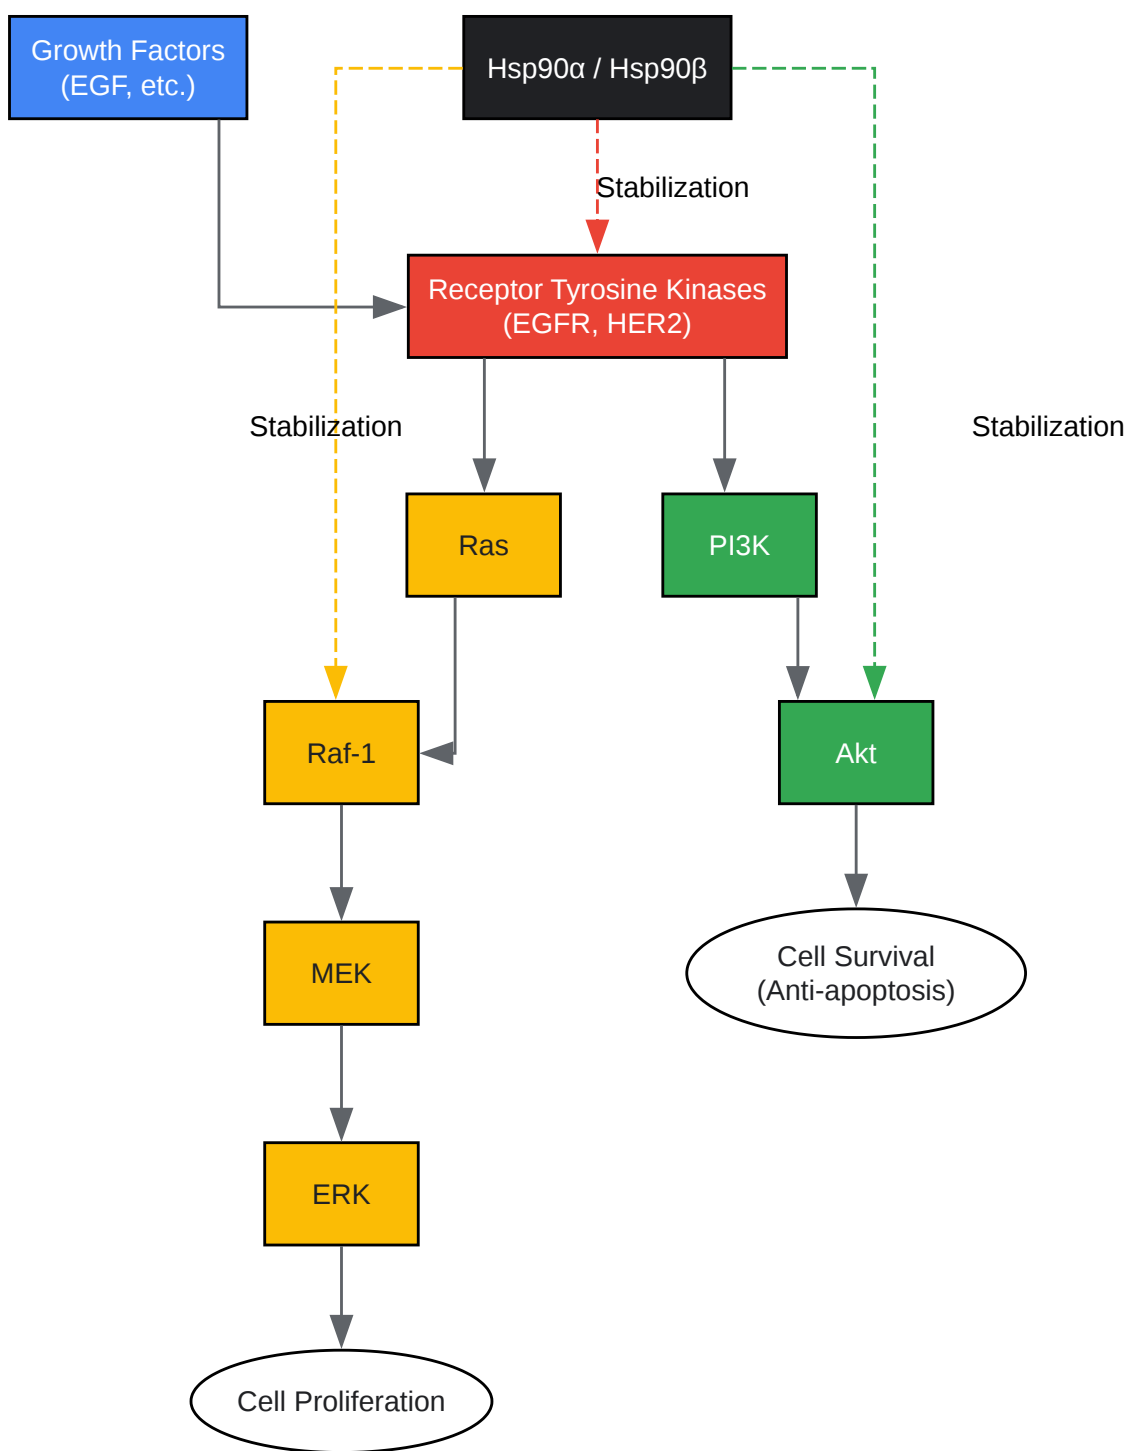 Growth Factors
(EGF, etc.)
Hsp90α / Hsp90β
Stabilization
Receptor Tyrosine Kinases
(EGFR, HER2)
Stabilization
Stabilization
Ras
PI3K
Raf-1
Akt
MEK
Cell Survival
(Anti-apoptosis)
ERK
Cell Proliferation